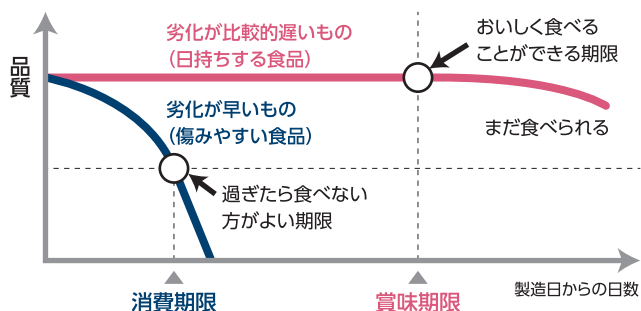 劣化が比較的遅いもの
（日持ちする食品）
おいしく食べる
ことができる期限
品質
劣化が早いもの
（傷みやすい食品）
まだ食べられる
過ぎたら食べない
方がよい期限
製造日からの日数
消費期限
賞味期限